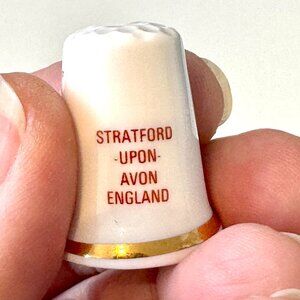 STRATFORD
-UPON-
AVON
ENGLAND